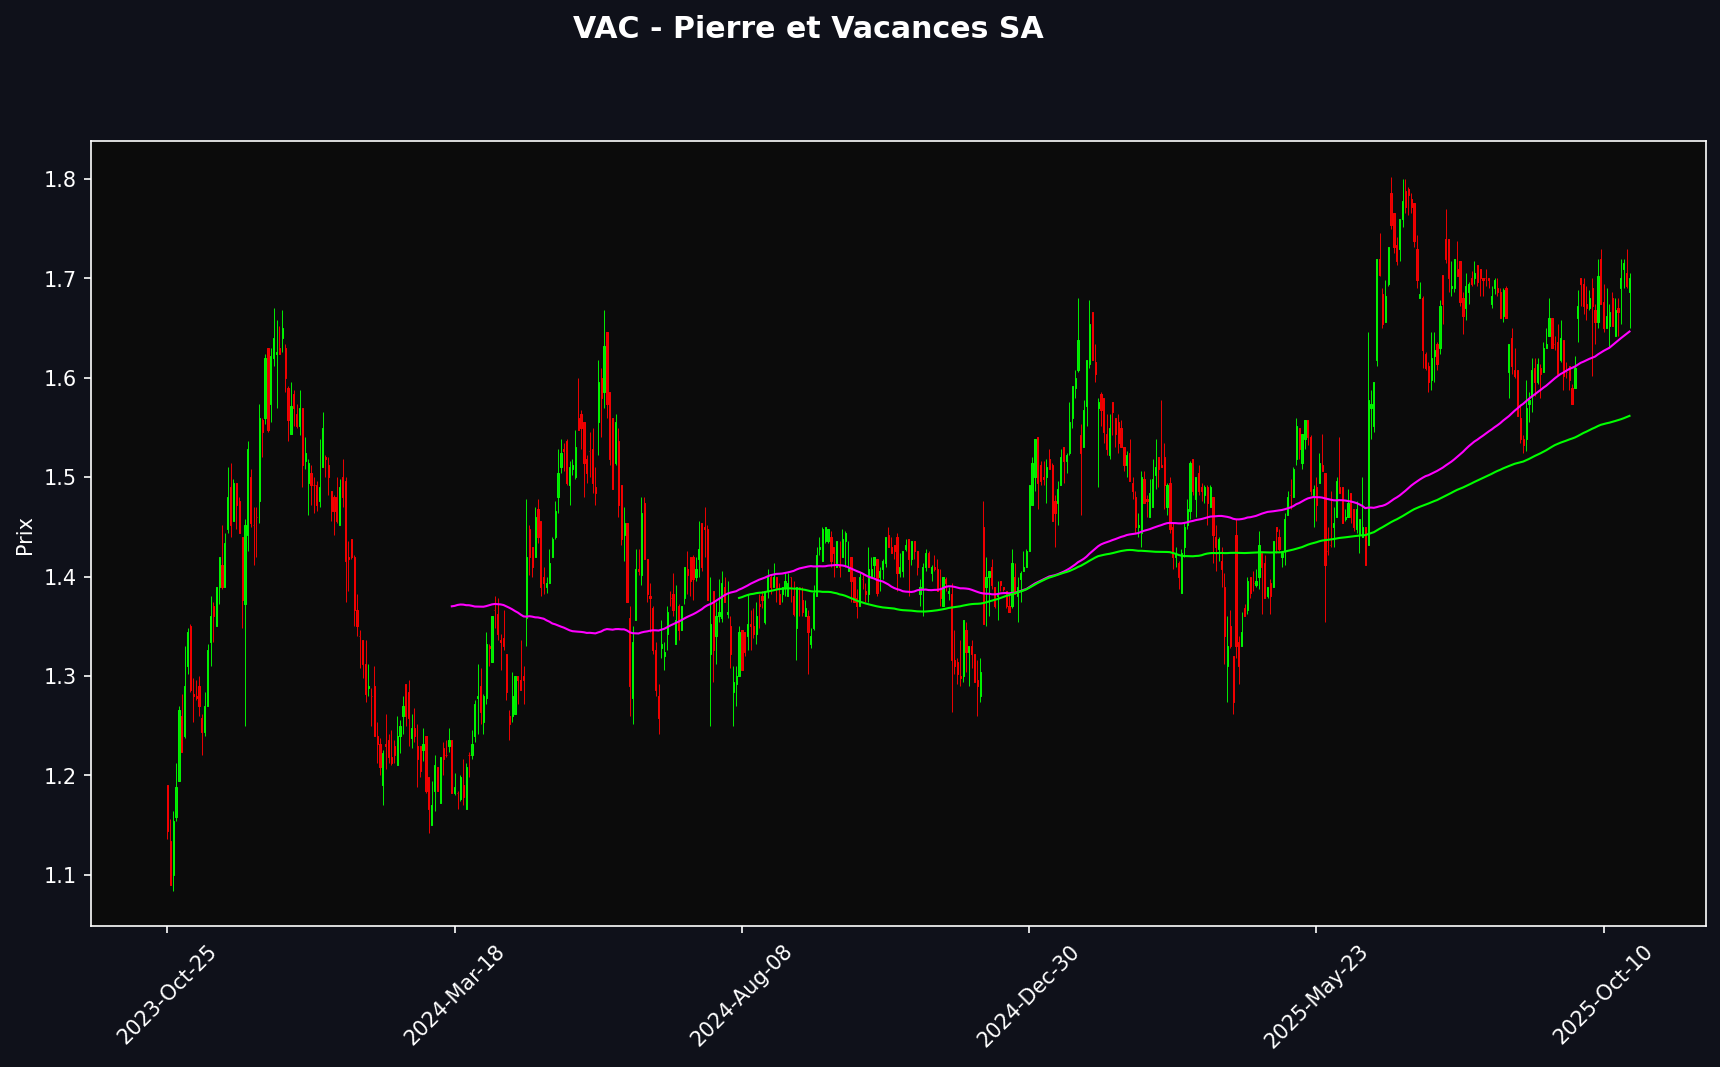 VAC - Pierre et Vacances SA
Prix
1.8
1.7
1.6
1.5
1.4
1.3
1.2
1.1
2023-Oct-25
2024-Mar-18
2024-Aug-08
2024-Dec-30
2025-May-23
2025-Oct-10